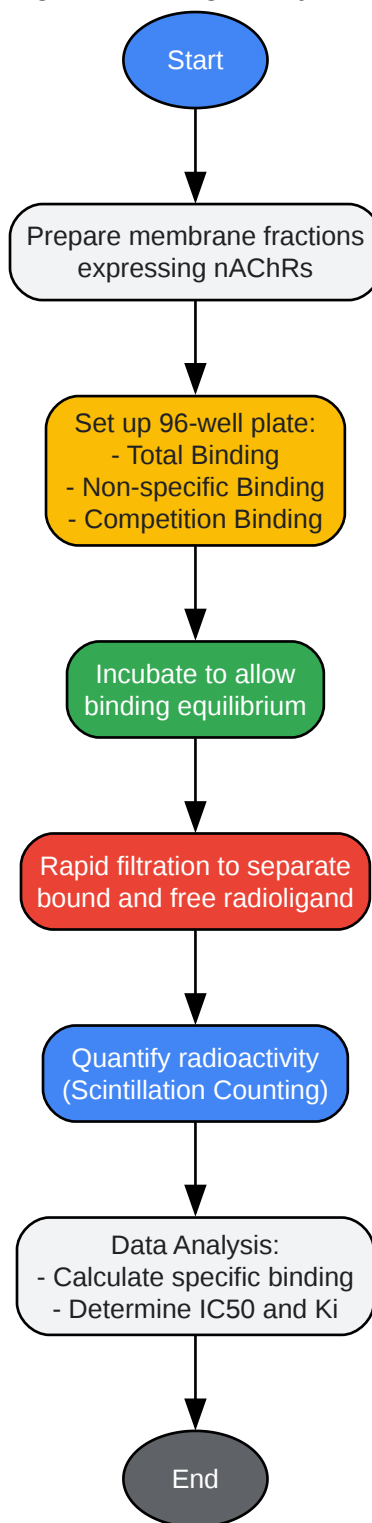 Start
Prepare membrane fractions
expressing nAChRs
Set up 96-well plate:
- Total Binding
- Non-specific Binding
- Competition Binding
Incubate to allow
binding equilibrium
Rapid filtration to separate
bound and free radioligand
Quantify radioactivity
(Scintillation Counting)
Data Analysis:
- Calculate specific binding
- Determine IC50 and Ki
End